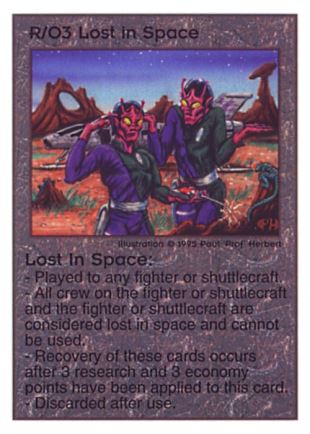 R/O3 Lost in Space
Illustration © 1995 Paul 'Prof' Herbert
Lost In Space:
- Played to any fighter or shuttlecraft.
- All crew on the fighter or shuttlecraft
and the fighter or shuttlecraft are
considered lost in space and cannot
be used.
- Recovery of these cards occurs
after 3 research and 3 economy
points have been applied to this card.
- Discarded after use.